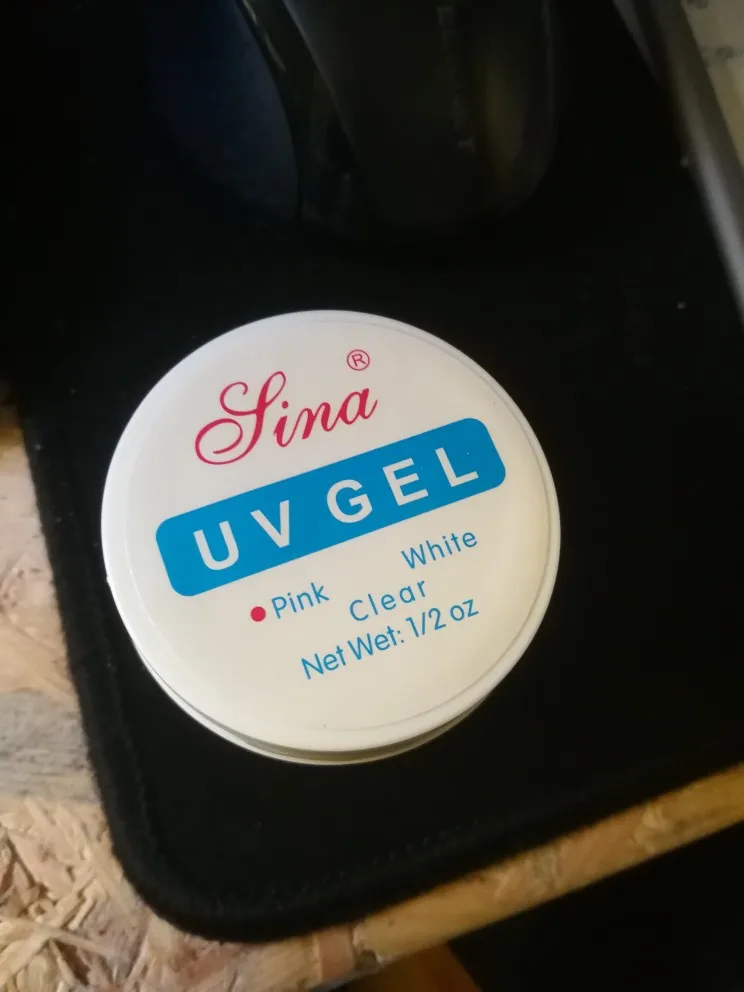 Sina®
UV GEL
Pink White
Clear
Net Wet: 1/2 oz